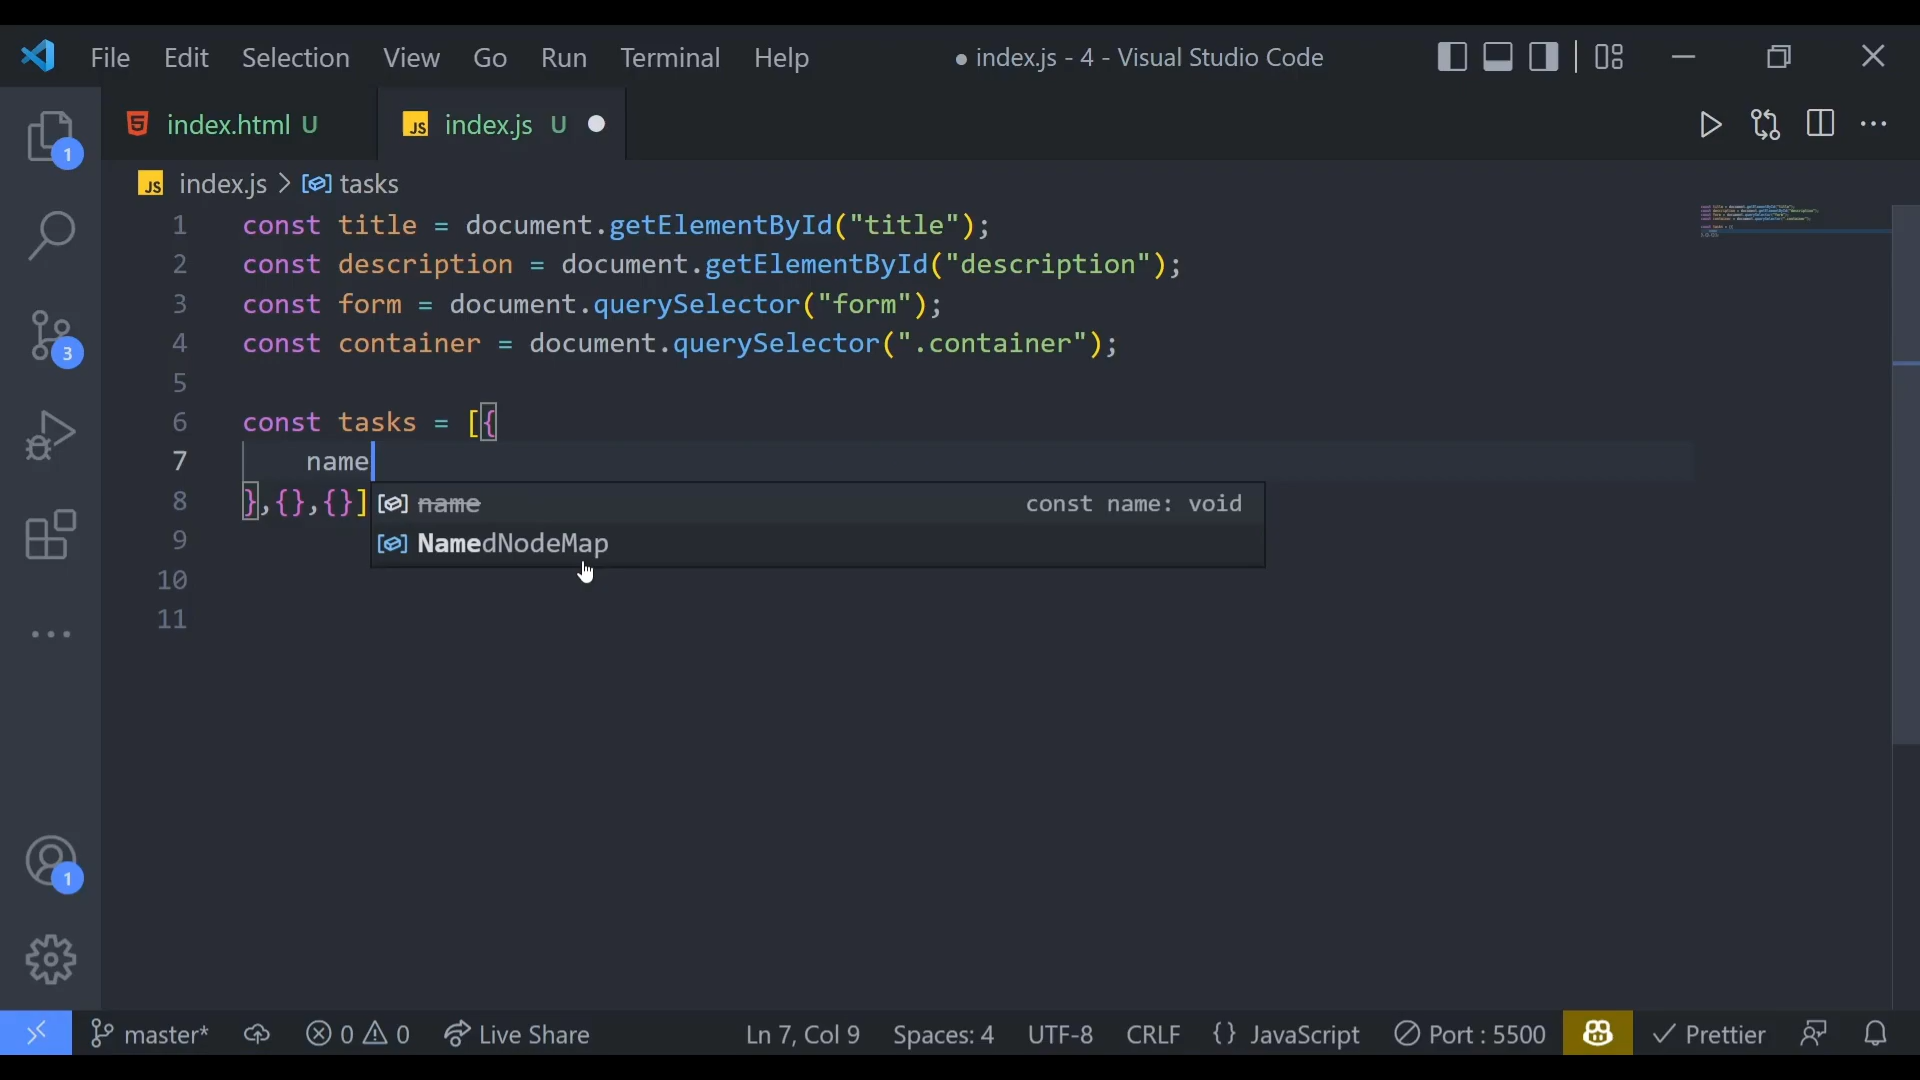 File Edit Selection View Go Run Terminal Help ● index.js - 4 - Visual Studio Code
index.html U index.js U
1
JS index.js > tasks
1 const title = document.getElementById("title");
2 const description = document.getElementById("description");
3 const form = document.querySelector("form");
4 const container = document.querySelector(".container");
5
6 const tasks = [{
7 name
8 },{},{}]
name const name: void
9
NamedNodeMap
10
11
3
1
master* 0 0 Live Share Ln 7, Col 9 Spaces: 4 UTF-8 CRLF {} JavaScript Port : 5500 Prettier